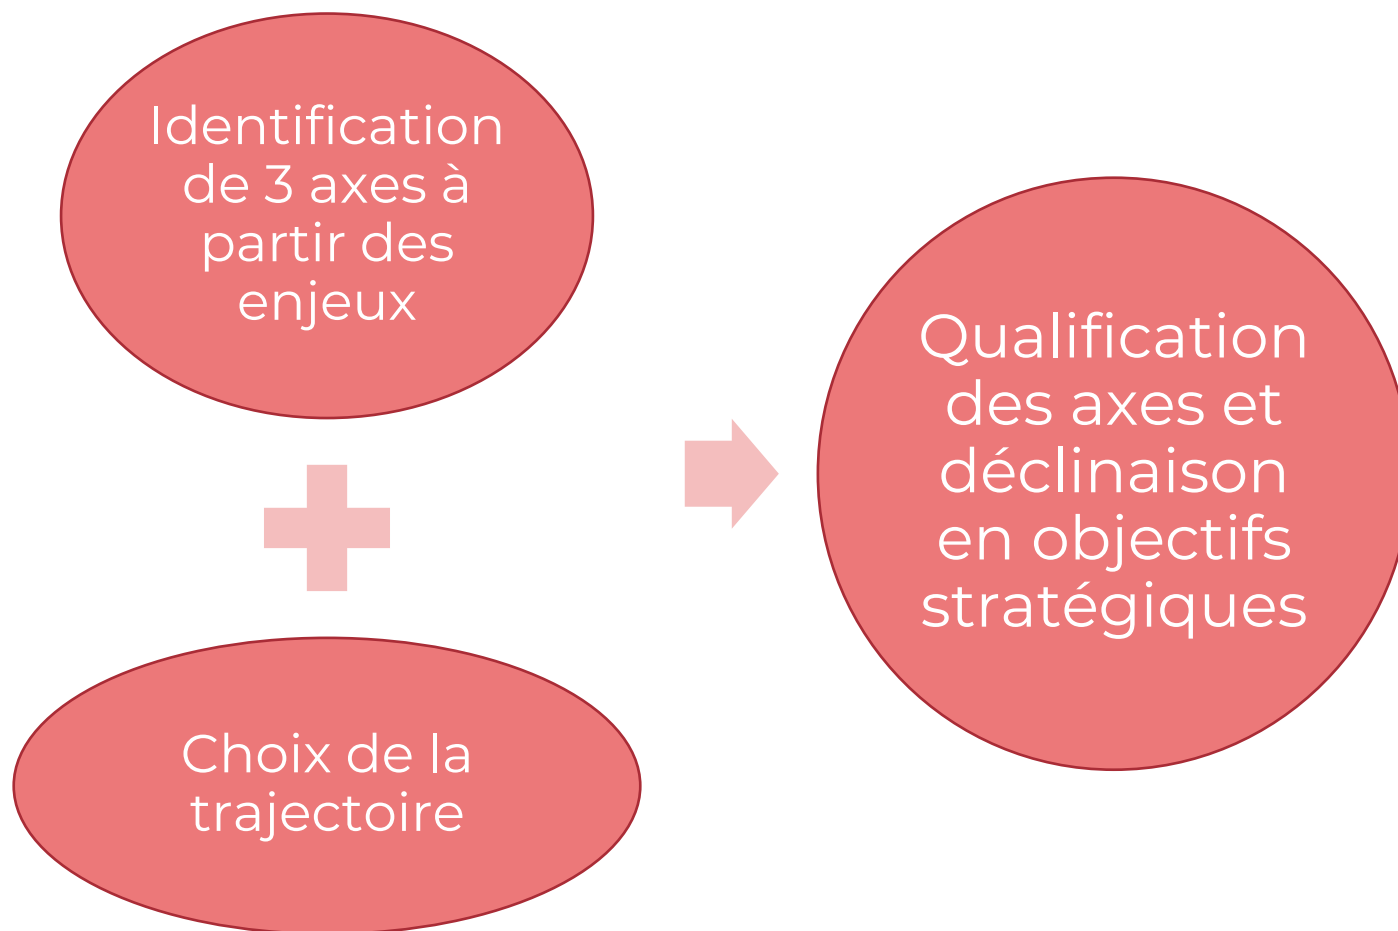 Identification
de 3 axes à
partir des
enjeux
Choix de la
trajectoire
Qualification
des axes et
déclinaison
en objectifs
stratégiques